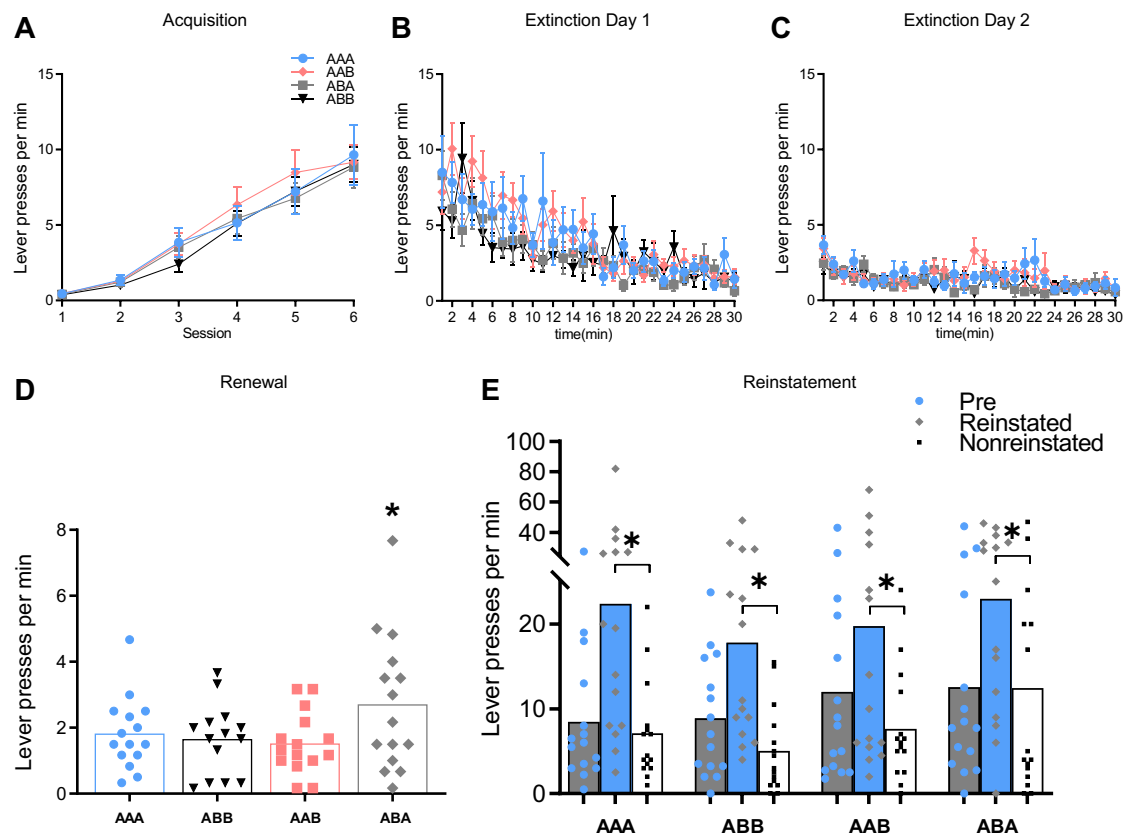 A
Acquisition
AAA
AAB
ABA
ABB
15
10
5
0
Lever presses per min
1
2
3
4
5
6
Session
B
Extinction Day 1
15
10
5
0
Lever presses per min
2 4 6 8 10 12 14 16 18 20 22 24 26 28 30
time(min)
C
Extinction Day 2
15
10
5
0
Lever presses per min
2 4 6 8 10 12 14 16 18 20 22 24 26 28 30
time(min)
D
Renewal
8
6
4
2
0
Lever presses per min
*
AAA ABB AAB ABA
E
Reinstatement
Pre
Reinstated
Nonreinstated
100
80
60
40
20
10
0
Lever presses per min
* * * *
AAA ABB AAB ABA